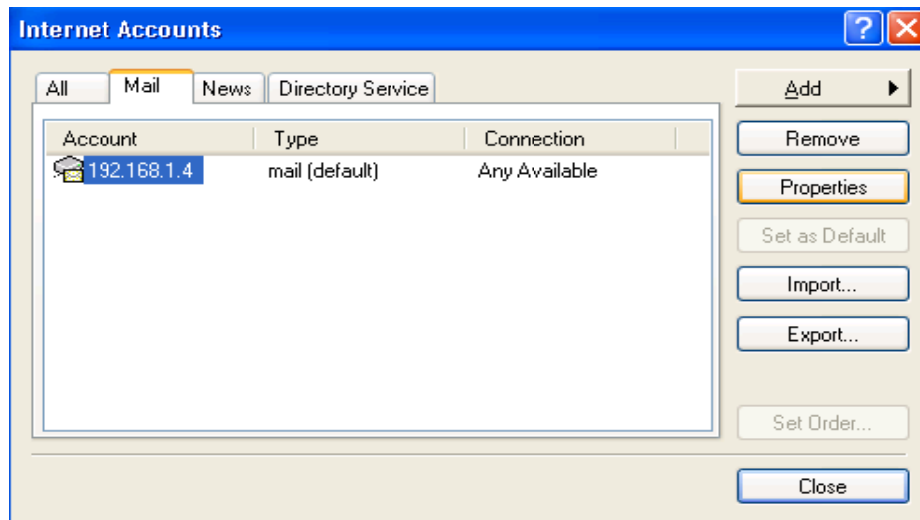 Internet Accounts
All Mail News Directory Service
Add
Account Type Connection
Remove
192.168.1.4 mail (default) Any Available
Properties
Set as Default
Import...
Export...
Set Order...
Close